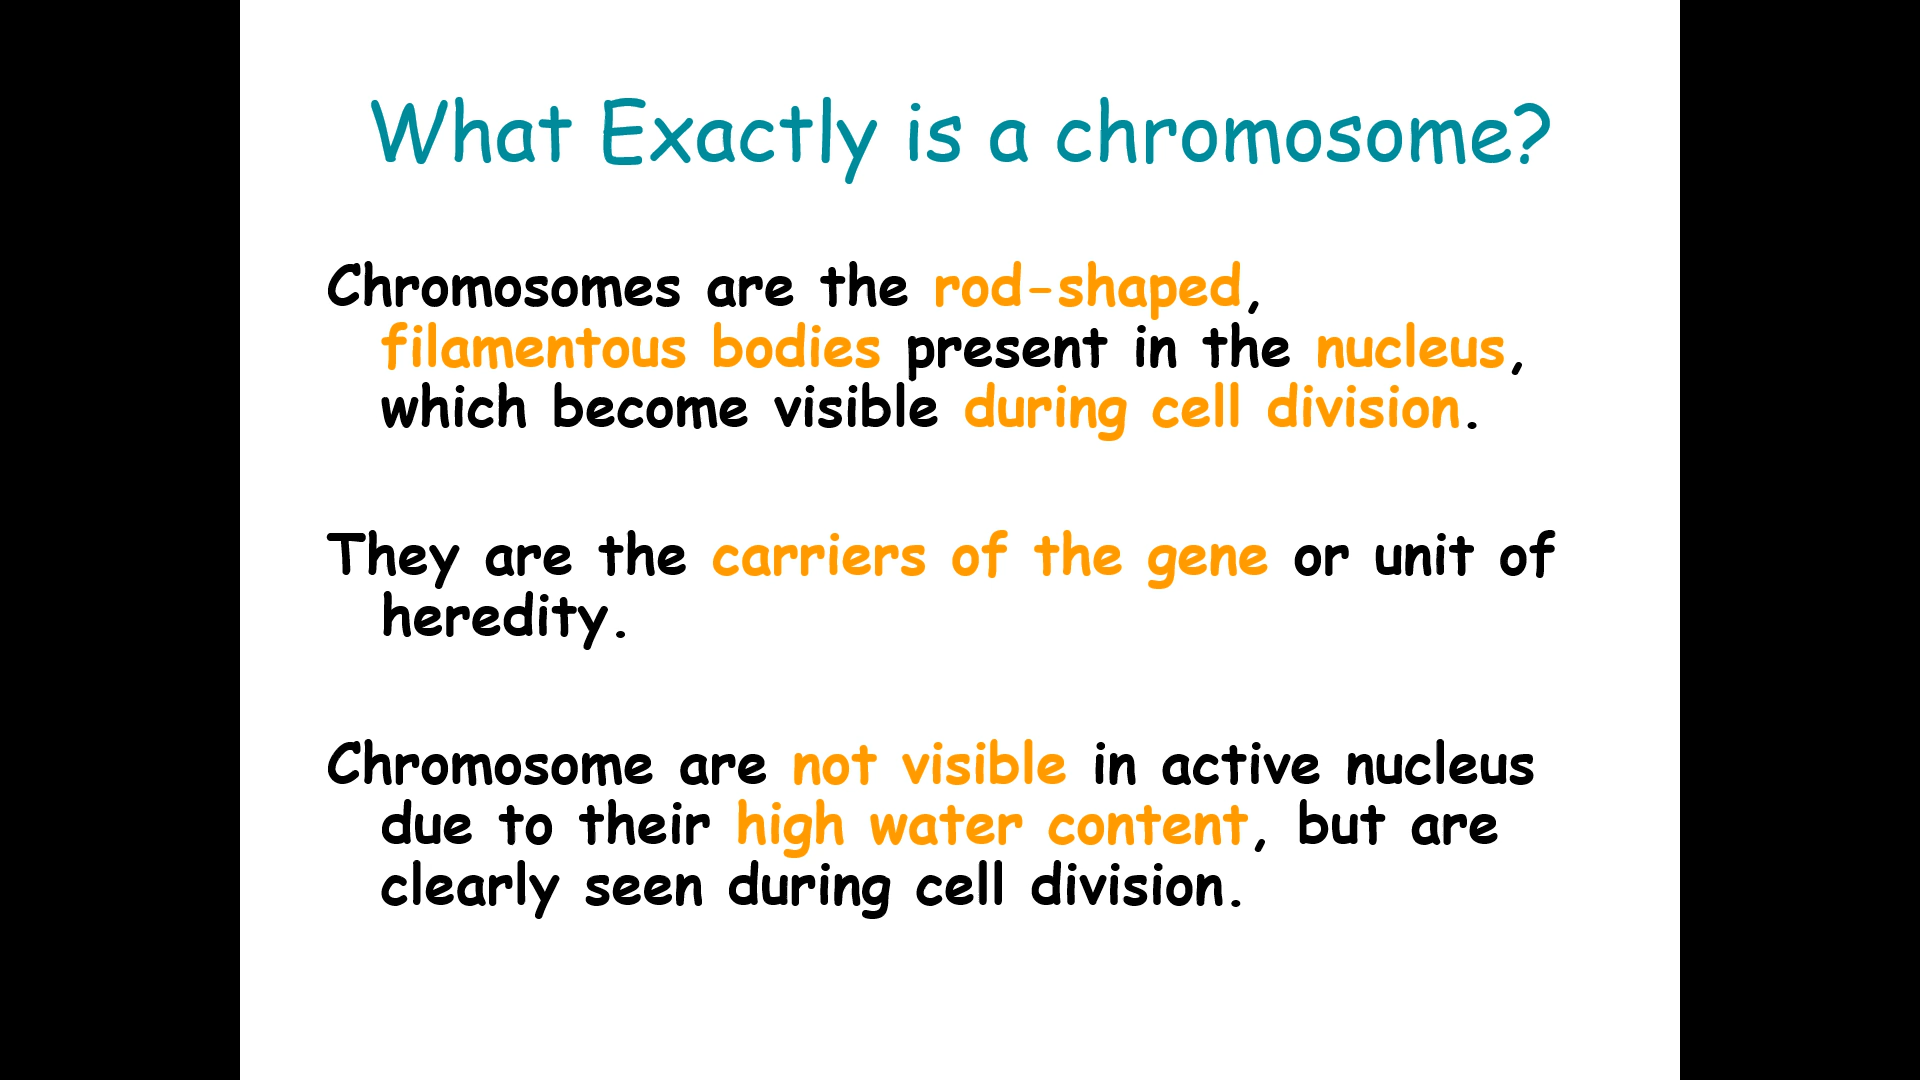 What Exactly is a chromosome?
Chromosomes are the rod-shaped,
filamentous bodies present in the nucleus,
which become visible during cell division.
They are the carriers of the gene or unit of
heredity.
Chromosome are not visible in active nucleus
due to their high water content, but are
clearly seen during cell division.